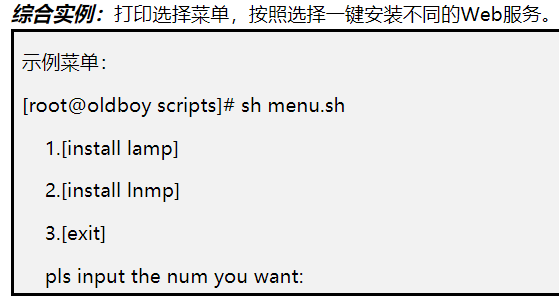 综合实例：打印选择菜单，按照选择一键安装不同的Web服务。
示例菜单：
[root@oldboy scripts]# sh menu.sh
1.[install lamp]
2.[install lnmp]
3.[exit]
pls input the num you want: